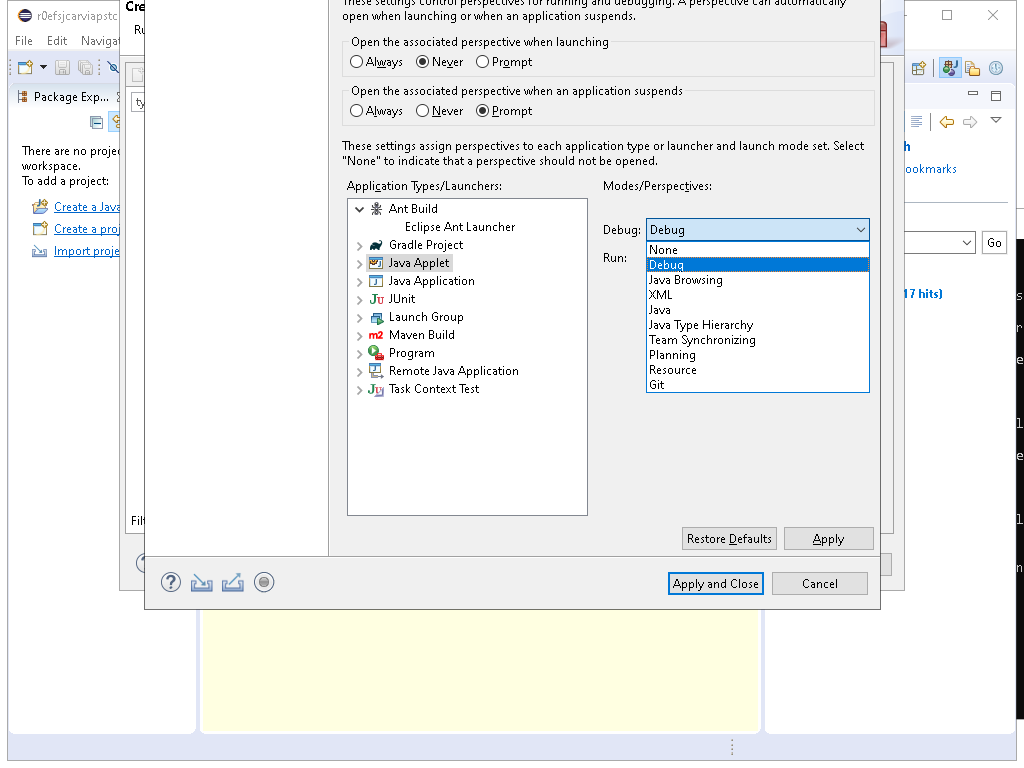 These settings control perspectives for running and debugging. A perspective can automatically
open when launching or when an application suspends.
Open the associated perspective when launching
Always Never Prompt
Open the associated perspective when an application suspends
Always Never Prompt
These settings assign perspectives to each application type or launcher and launch mode set. Select
"None" to indicate that a perspective should not be opened.
Application Types/Launchers:
Ant Build
Eclipse Ant Launcher
Gradle Project
Java Applet
Java Application
JUnit
Launch Group
Maven Build
Program
Remote Java Application
Task Context Test
Modes/Perspectives:
Debug: Debug
Run:
None
Debug
Java Browsing
XML
Java
Java Type Hierarchy
Team Synchronizing
Planning
Resource
Git
Restore Defaults Apply
Apply and Close Cancel
r0efsjcarviapstc
File Edit Navigat
Package Exp...
There are no proje
workspace.
To add a project:
Create a Java
Create a proj
Import proje
Cre
Ru
ty
Filt
h
ookmarks
Go
17 hits)